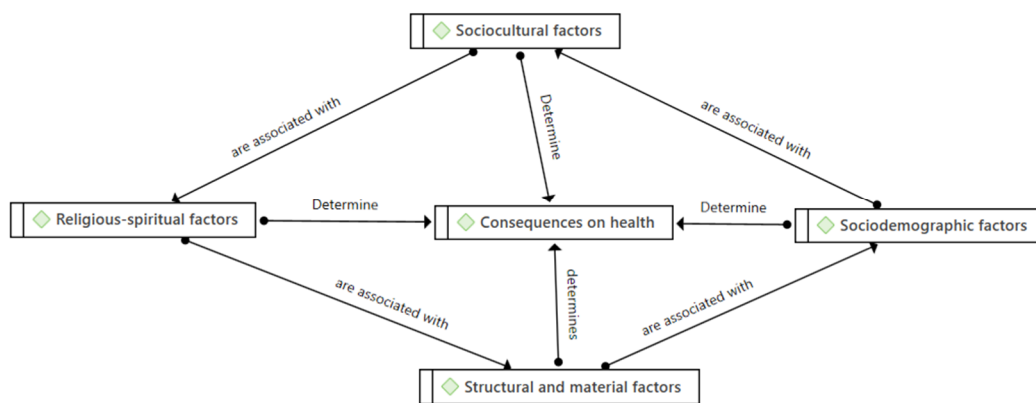 Sociocultural factors
are associated with
Determine
are associated with
Religious-spiritual factors
Determine
Consequences on health
Determine
Sociodemographic factors
are associated with
determines
are associated with
Structural and material factors